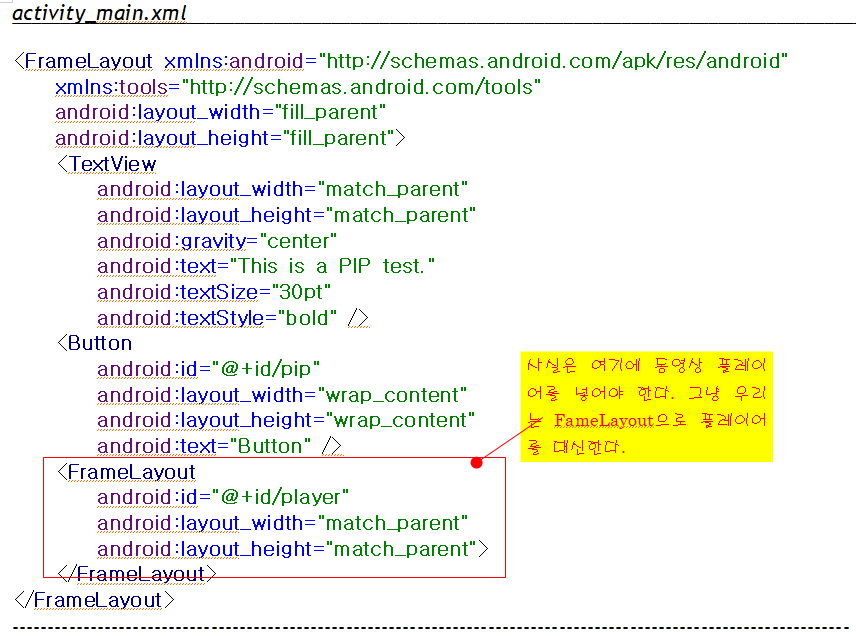 activity_main.xml
<FrameLayout xmlns:android="http://schemas.android.com/apk/res/android"
xmlns:tools="http://schemas.android.com/tools"
android:layout_width="fill_parent"
android:layout_height="fill_parent">
<TextView
android:layout_width="match_parent"
android:layout_height="match_parent"
android:gravity="center"
android:text="This is a PIP test."
android:textSize="30pt"
android:textStyle="bold" />
<Button
android:id="@+id/pip"
android:layout_width="wrap_content"
android:layout_height="wrap_content"
android:text="Button" />
<FrameLayout
android:id="@+id/player"
android:layout_width="match_parent"
android:layout_height="match_parent">
</FrameLayout>
</FrameLayout>
사실은 여기에 동영상 플레이
어를 넣어야 한다. 그냥 우리
는 FameLayout으로 플레이어
를 대신한다.